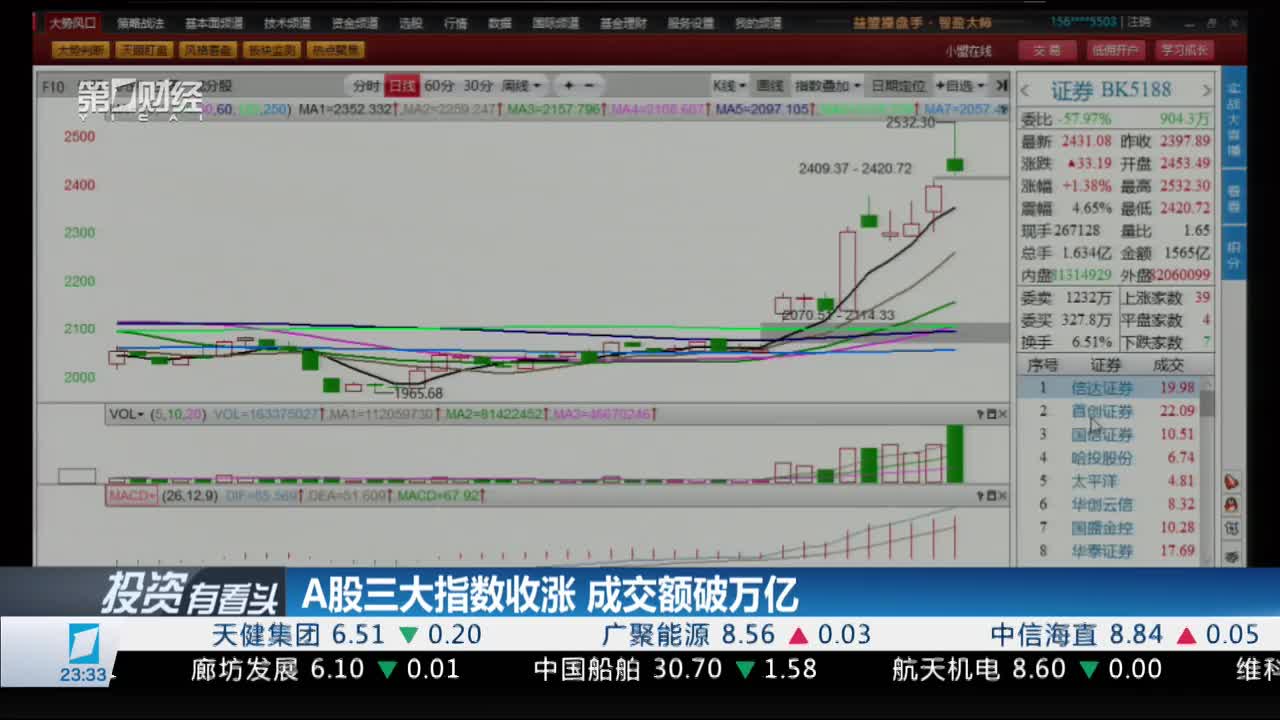 大势风口 策略战法 基本面频道 技术频道 资金频道 选股 行情 数据 国际频道 基金理财 服务设置 我的频道 益盟操盘手·智盈大师 156****5503 | 注销
大势判断 天眼盯盘 风格看盘 板块监测 热点聚焦 小盟在线 交易 低佣开户 学习成长
F10 分时 日线 60分 30分 周线 K线 画线 指数叠加 日期定位 +自选
第一财经
YICAI
60, 250) MA1=2352.332↑ MA2=2259.247↑ MA3=2157.796↑ MA5=2097.105↓
证券 BK5188
委比 -57.97% 904.3万
最新 2431.08 昨收 2397.89
涨跌 ▲33.19 开盘 2453.49
涨幅 +1.38% 最高 2532.30
震幅 4.65% 最低 2420.72
现手 267128 量比 1.65
总手 1.634亿 金额 1565亿
内盘 81314929 外盘 82060099
委卖 1232万 上涨家数 39
委买 327.8万 平盘家数 4
换手 6.51% 下跌家数 7
序号 证券 成交
1 信达证券 19.98
2 首创证券 22.09
3 国信证券 10.51
4 哈投股份 6.74
5 太平洋 4.81
6 华创云信 8.32
7 国盛金控 10.28
8 华泰证券 17.69
实战大直播
积分
2500
2400
2300
2200
2100
2000
2532.30
2409.37 - 2420.72
2070.51 - 2114.33
1965.68
VOL (5,10,20) VOL=163375027↑ MA1=112059730↑ MA2=81422452↑ MA3=46670246↑
MACD (26,12,9) DIF=85.569↑ DEA=51.609↑ MACD=67.92↑
投资有看头
A股三大指数收涨 成交额破万亿
天健集团 6.51 ▼ 0.20 广聚能源 8.56 ▲ 0.03 中信海直 8.84 ▲ 0.05
23:33
廊坊发展 6.10 ▼ 0.01 中国船舶 30.70 ▼ 1.58 航天机电 8.60 ▼ 0.00 维科